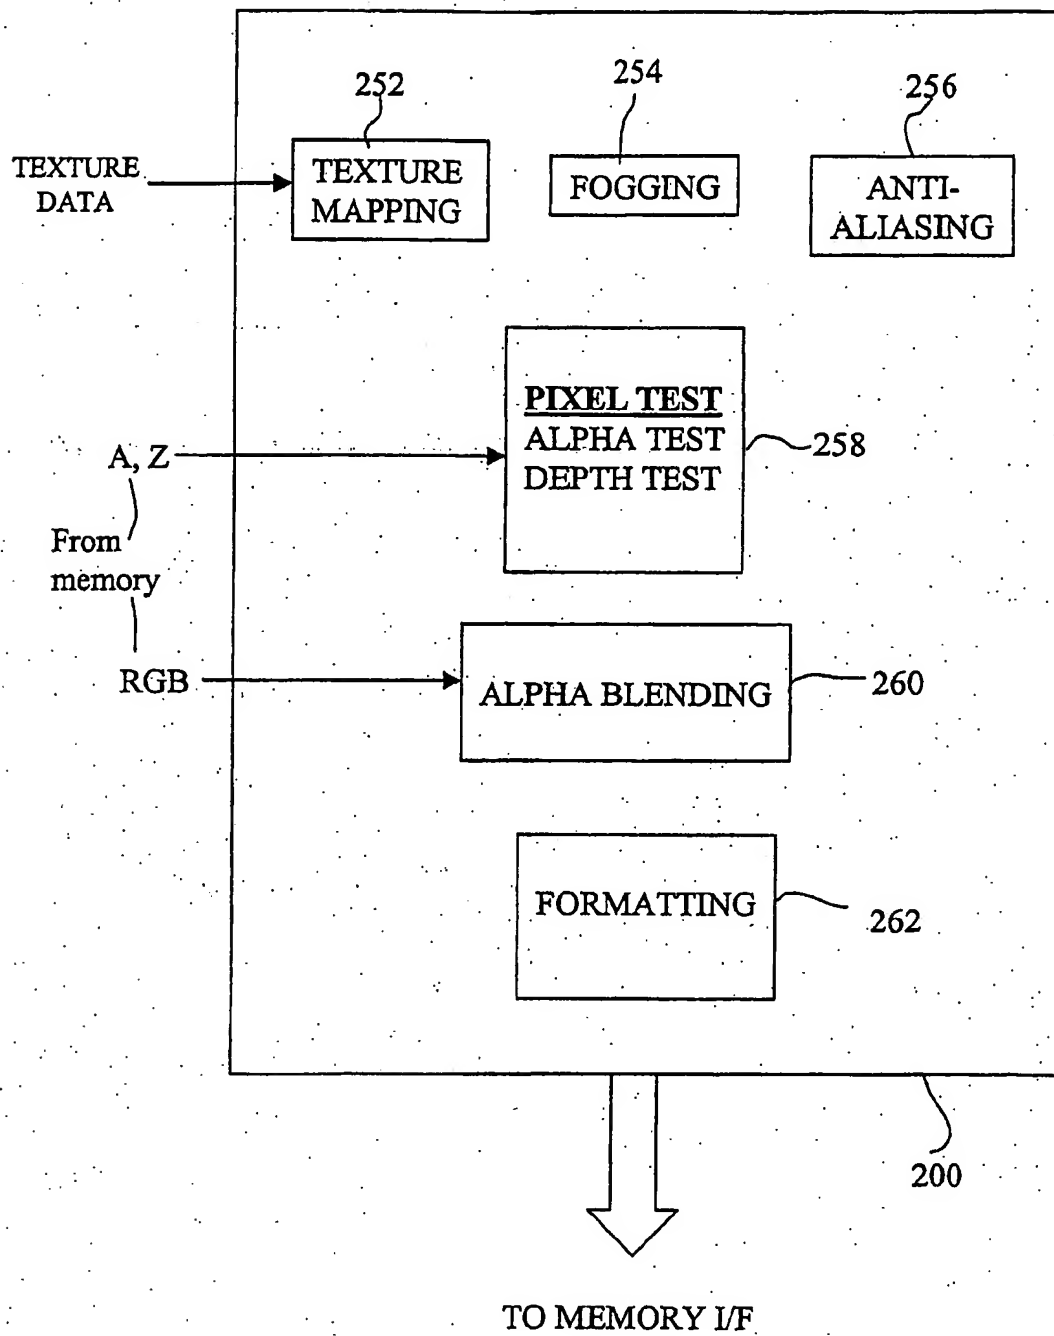 252
254
256
TEXTURE
DATA
TEXTURE
MAPPING
FOGGING
ANTI-
ALIASING
PIXEL TEST
ALPHA TEST
DEPTH TEST
258
A, Z
From
memory
RGB
ALPHA BLENDING
260
FORMATTING
262
200
TO MEMORY I/F